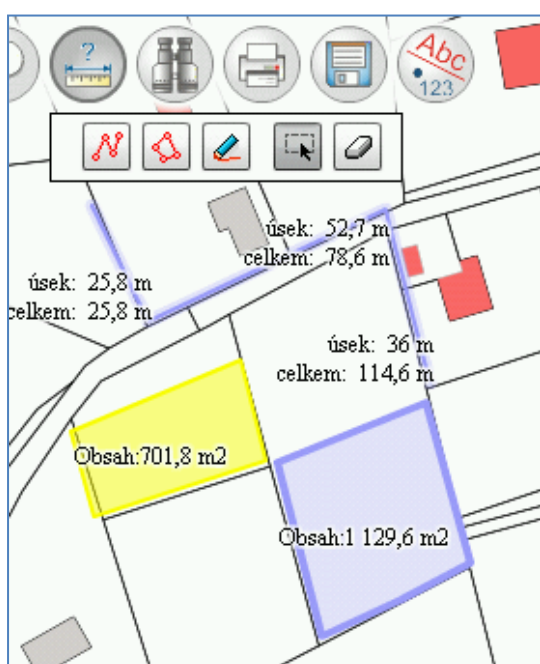 ?
Abc
123
úsek: 52,7 m
celkem: 78,6 m
úsek: 25,8 m
celkem: 25,8 m
úsek: 36 m
celkem: 114,6 m
Obsah:701,8 m2
Obsah:1 129,6 m2